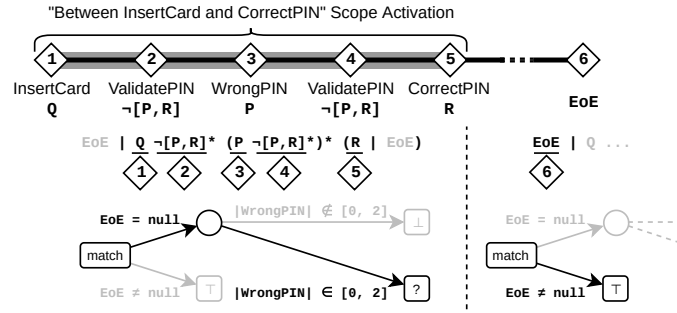 "Between InsertCard and CorrectPIN" Scope Activation
1 2 3 4 5 6
InsertCard ValidatePIN WrongPIN ValidatePIN CorrectPIN
Q ¬[P,R] P ¬[P,R] R EoE
EoE | Q ¬[P,R]* (P ¬[P,R]*)* (R | EoE) EoE | Q ...
1 2 3 4 5 6
|WrongPIN| ∉ [0, 2]
EoE = null ⊥ EoE = null
match match
EoE ≠ null ⊤ |WrongPIN| ∈ [0, 2] ? EoE ≠ null ⊤